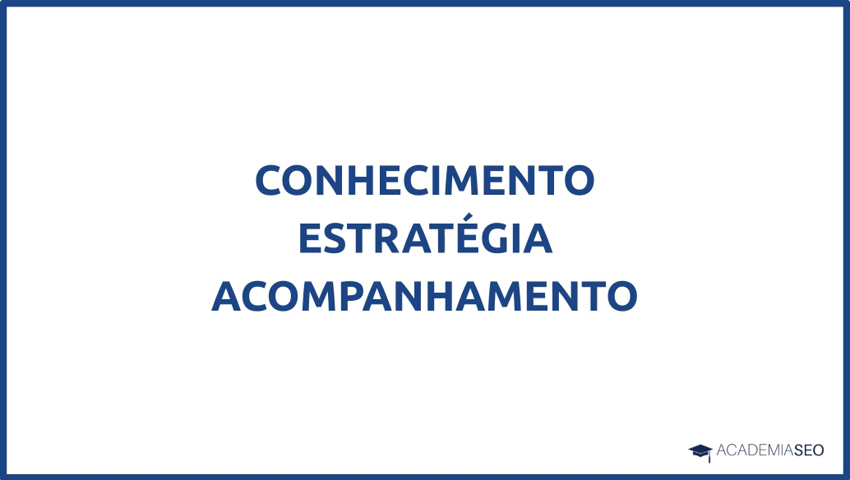 CONHECIMENTO
ESTRATÉGIA
ACOMPANHAMENTO
ACADEMIASEO